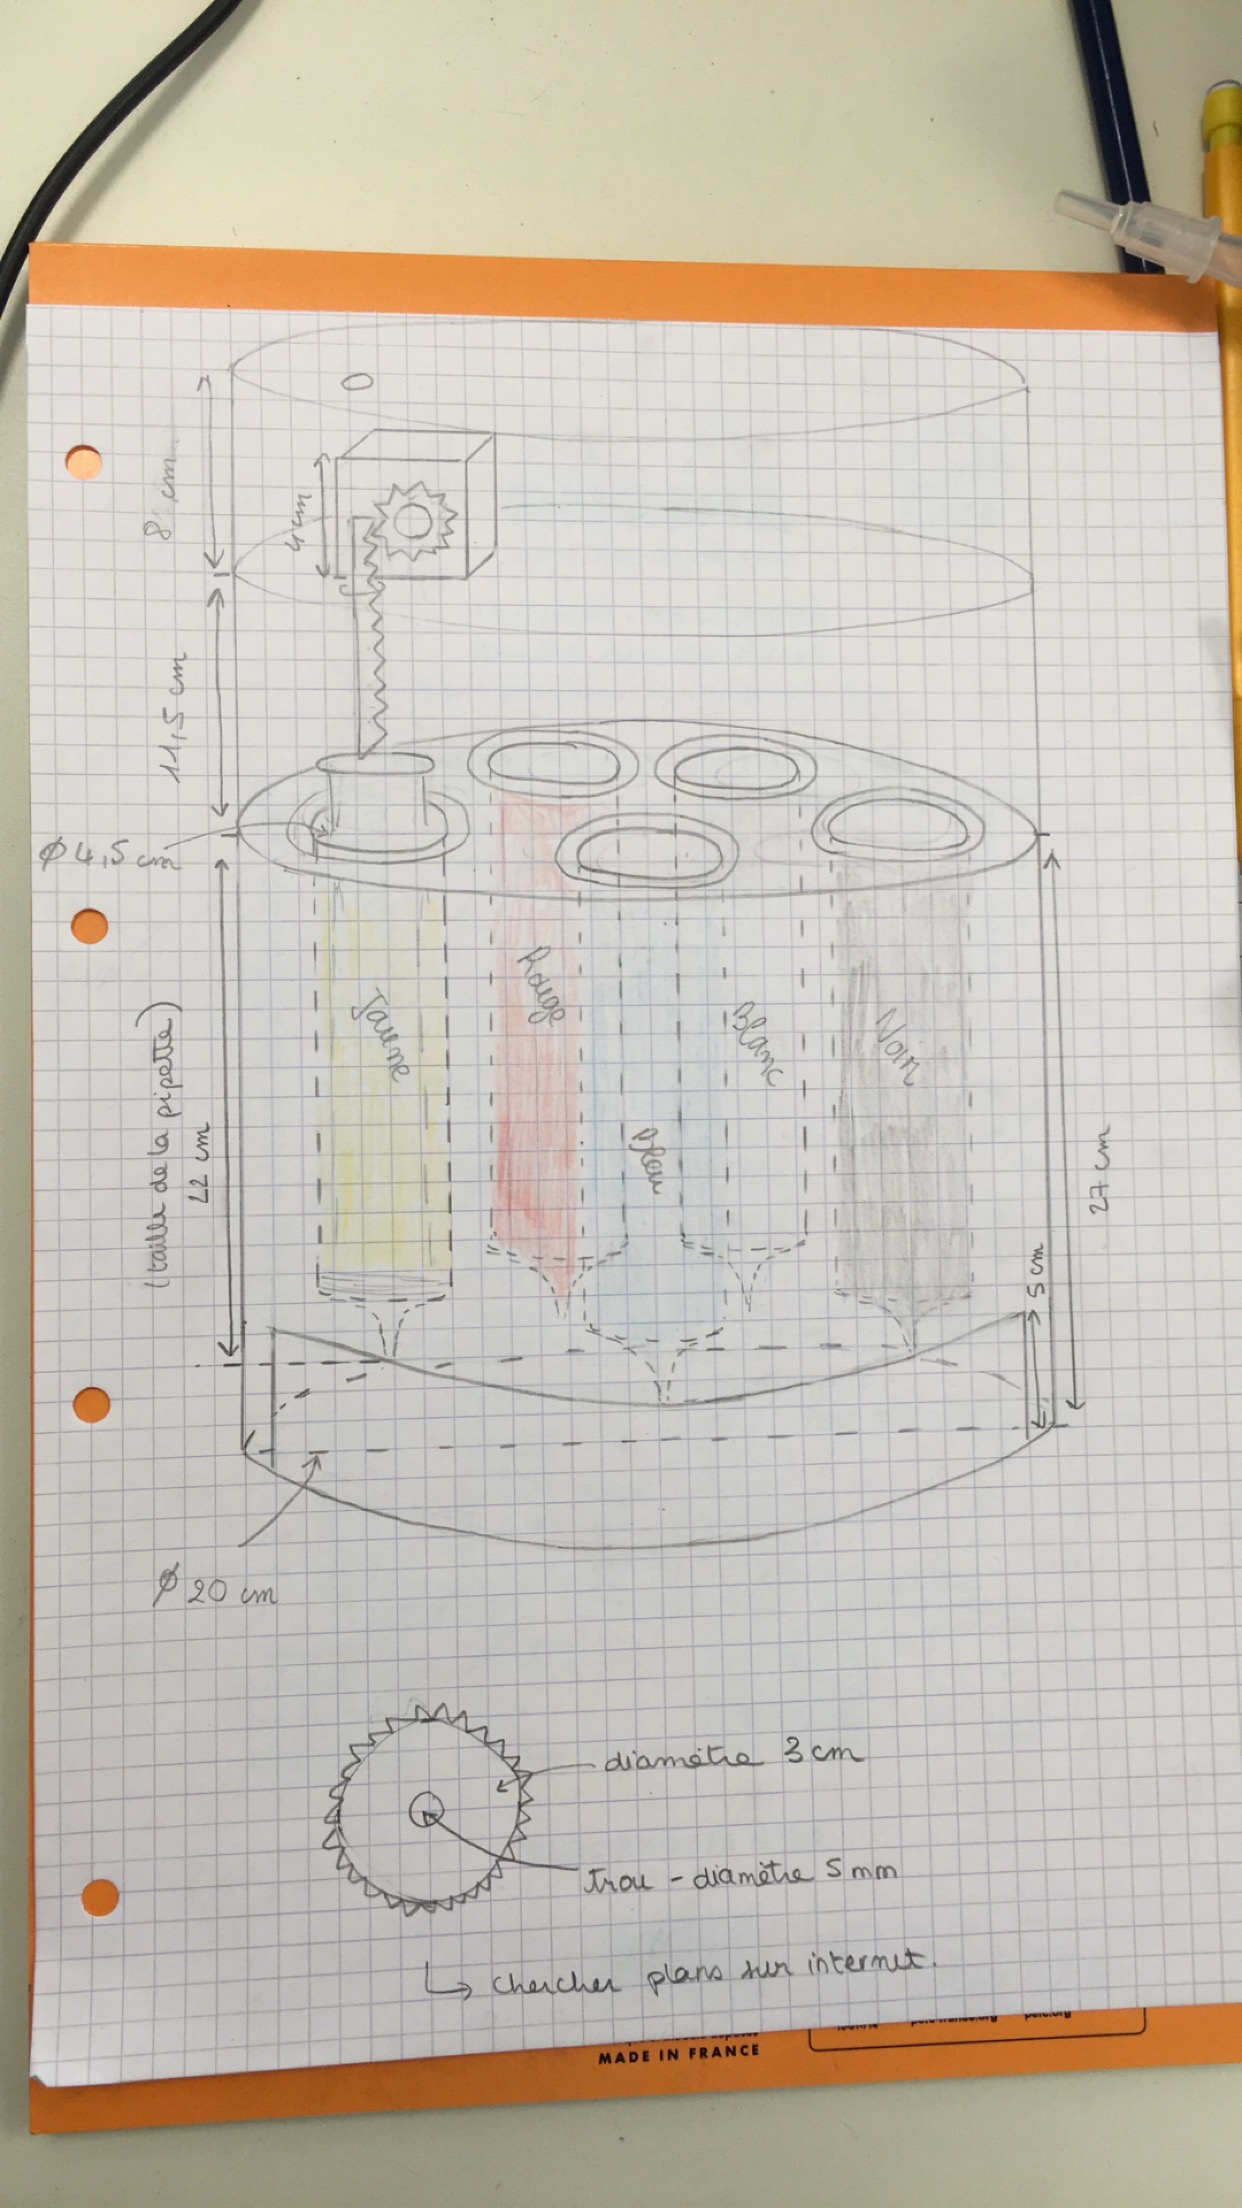 8 cm
4 cm
11,5 cm
Ø 4,5 cm
Jaune
Rouge
Bleu
Blanc
Noir
(taille de la pipette)
22 cm
27 cm
5 cm
Ø 20 cm
diamètre 3 cm
trou - diamètre 5 mm
↳ chercher plans sur internet.
MADE IN FRANCE